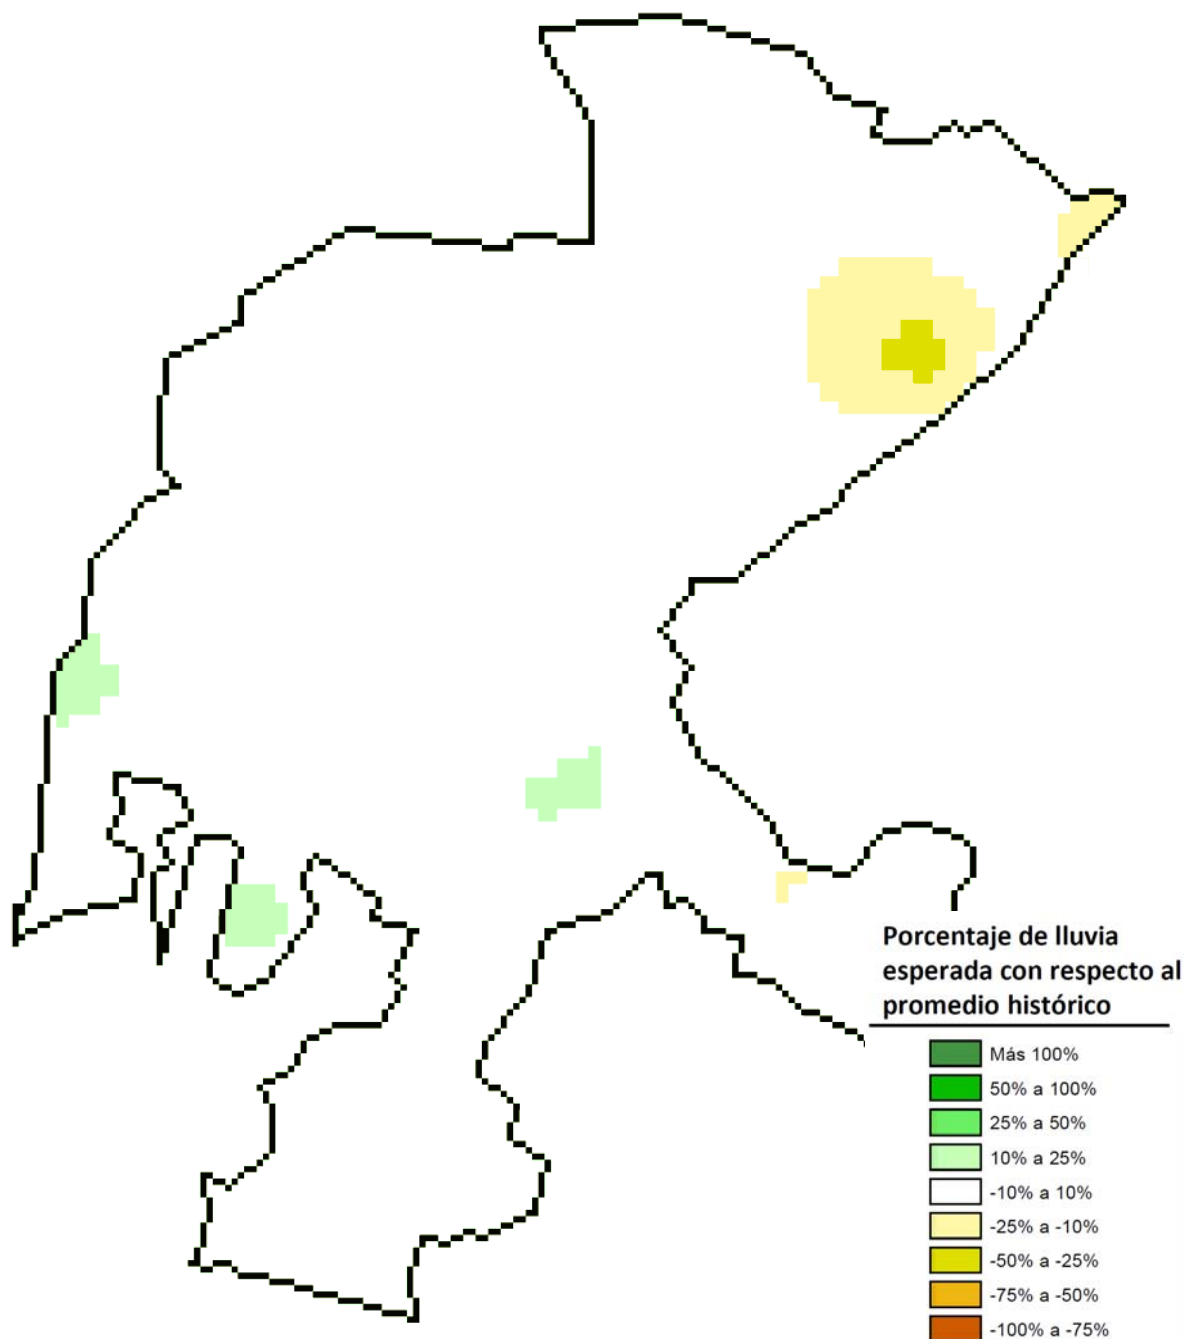 Porcentaje de lluvia
esperada con respecto al
promedio histórico
Más 100%
50% a 100%
25% a 50%
10% a 25%
-10% a 10%
-25% a -10%
-50% a -25%
-75% a -50%
-100% a -75%